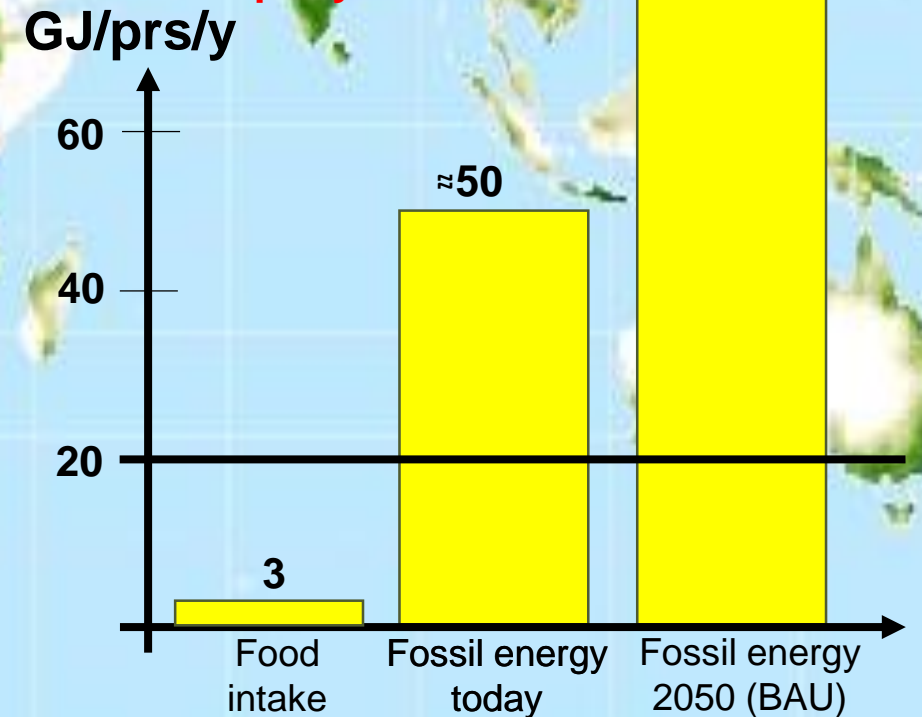 GJ/prs/y
60
≈50
40
20
3
Food
intake
Fossil energy
today
Fossil energy
2050 (BAU)